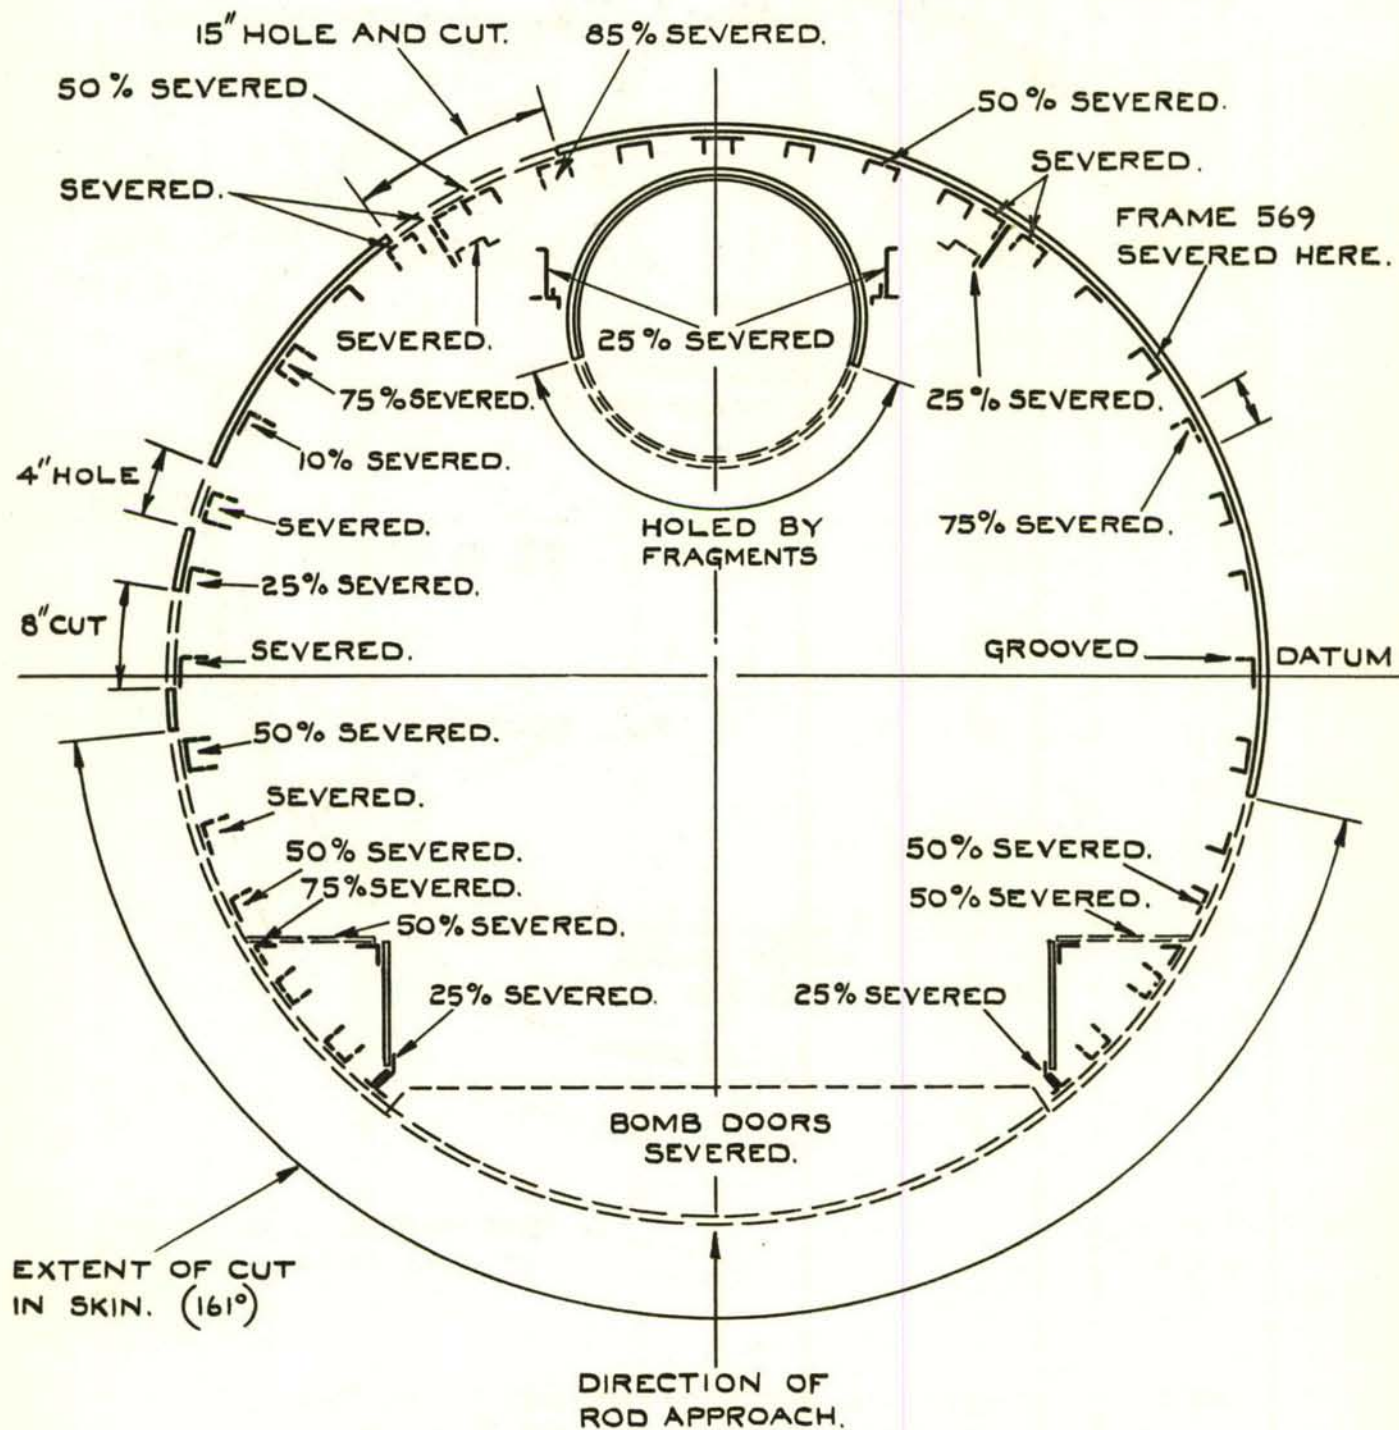 15" HOLE AND CUT.
85% SEVERED.
50% SEVERED
50% SEVERED.
SEVERED.
SEVERED.
FRAME 569
SEVERED HERE.
SEVERED.
25% SEVERED
75% SEVERED.
25% SEVERED.
10% SEVERED.
4" HOLE
SEVERED.
HOLED BY
FRAGMENTS
75% SEVERED.
25% SEVERED.
8" CUT
SEVERED.
GROOVED
DATUM
50% SEVERED.
SEVERED.
50% SEVERED.
50% SEVERED.
75% SEVERED.
50% SEVERED.
50% SEVERED.
25% SEVERED.
25% SEVERED
BOMB DOORS
SEVERED.
EXTENT OF CUT
IN SKIN. (161°)
DIRECTION OF
ROD APPROACH.